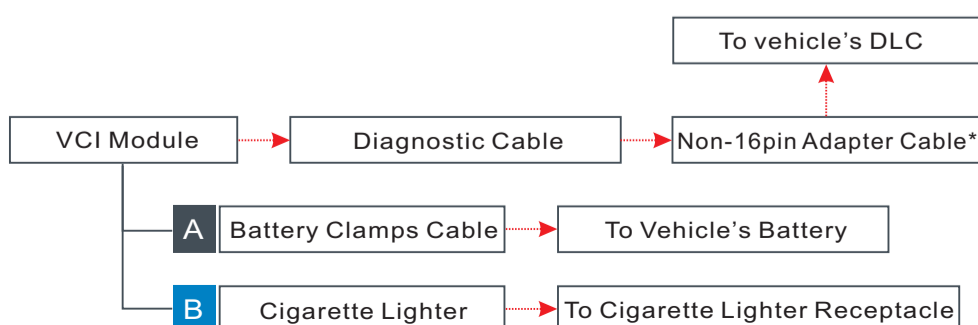 To vehicle's DLC
VCI Module
Diagnostic Cable
Non-16pin Adapter Cable*
A
Battery Clamps Cable
To Vehicle's Battery
B
Cigarette Lighter
To Cigarette Lighter Receptacle